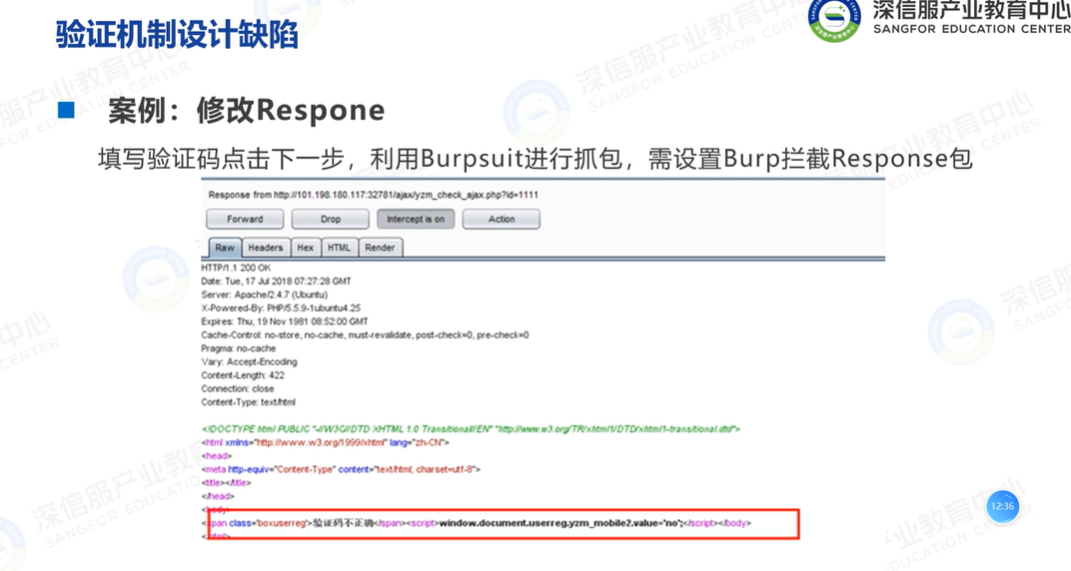 验证机制设计缺陷
深信服产业教育中心
SANGFOR EDUCATION CENTER
案例：修改Respone
填写验证码点击下一步，利用Burpsuit进行抓包，需设置Burp拦截Response包
Response from http://101.198.180.117:32781/ajax/yzm_check_ajax.php?id=1111
Forward Drop Intercept is on Action
Raw Headers Hex HTML Render
HTTP/1.1 200 OK
Date: Tue, 17 Jul 2018 07:27:28 GMT
Server: Apache/2.4.7 (Ubuntu)
X-Powered-By: PHP/5.5.9-1ubuntu4.25
Expires: Thu, 19 Nov 1981 08:52:00 GMT
Cache-Control: no-store, no-cache, must-revalidate, post-check=0, pre-check=0
Pragma: no-cache
Vary: Accept-Encoding
Content-Length: 422
Connection: close
Content-Type: text/html
<!DOCTYPE html PUBLIC "-//W3C//DTD XHTML 1.0 Transitional//EN" "http://www.w3.org/TR/xhtml1/DTD/xhtml1-transitional.dtd">
<html xmlns="http://www.w3.org/1999/xhtml" lang="zh-CN">
<head>
<meta http-equiv="Content-Type" content="text/html; charset=utf-8">
<title></title>
</head>
<body>
<span class='boxuserreg'>验证码不正确</span><script>window.document.userreg.yzm_mobile2.value='no';</script></body>
</html>
12:36